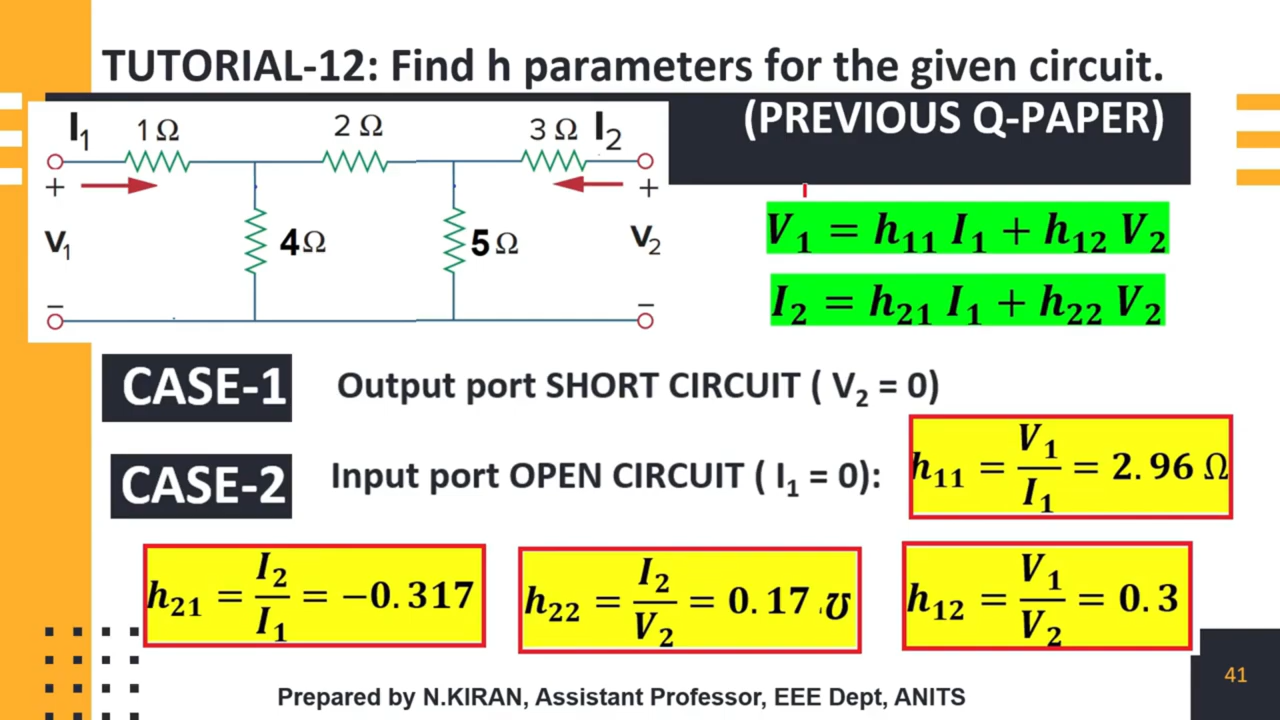 TUTORIAL-12: Find h parameters for the given circuit.
(PREVIOUS Q-PAPER)
I₁ 1Ω 2Ω 3Ω I₂
+ +
V₁ 4Ω 5Ω V₂
– –
V₁ = h₁₁ I₁ + h₁₂ V₂
I₂ = h₂₁ I₁ + h₂₂ V₂
CASE-1 Output port SHORT CIRCUIT ( V₂ = 0)
CASE-2 Input port OPEN CIRCUIT ( I₁ = 0):
h₁₁ = V₁/I₁ = 2.96 Ω
h₂₁ = I₂/I₁ = −0.317
h₂₂ = I₂/V₂ = 0.17 ℧
h₁₂ = V₁/V₂ = 0.3
Prepared by N.KIRAN, Assistant Professor, EEE Dept, ANITS
41